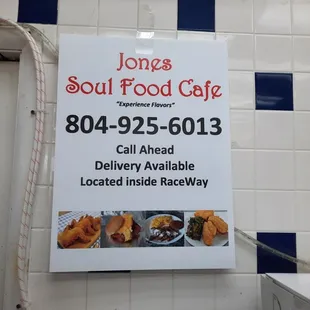 Jones
Soul Food Cafe
"Experience Flavors"
804-925-6013
Call Ahead
Delivery Available
Located inside RaceWay